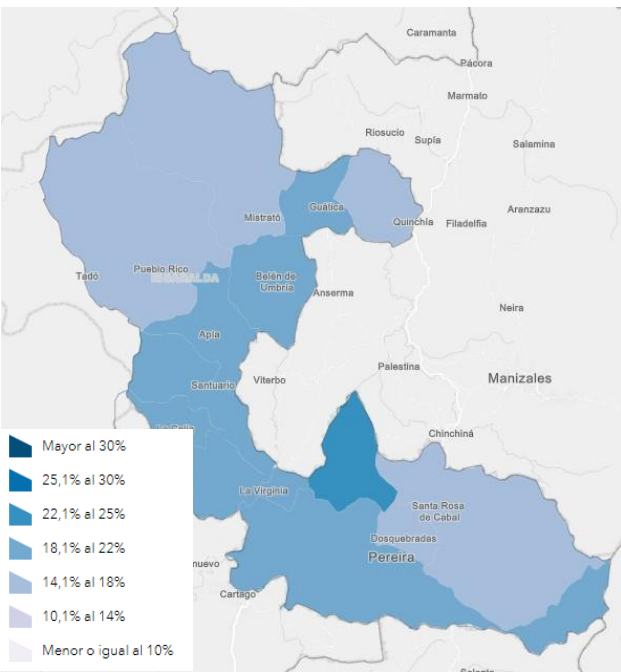 Caramanta
Pácora
Marmato
Riosucio
Supía
Salamina
Guática
Aranzazu
Mistrató
Quinchía
Filadelfia
Pueblo Rico
Tadó
RISARALDA
Belén de
Umbría
Anserma
Neira
Apía
Palestina
Santuario
Viterbo
Manizales
Chinchiná
Mayor al 30%
25,1% al 30%
22,1% al 25%
La Virginia
Santa Rosa
de Cabal
18,1% al 22%
Dosquebradas
Pereira
nuevo
14,1% al 18%
Cartago
10,1% al 14%
Menor o igual al 10%